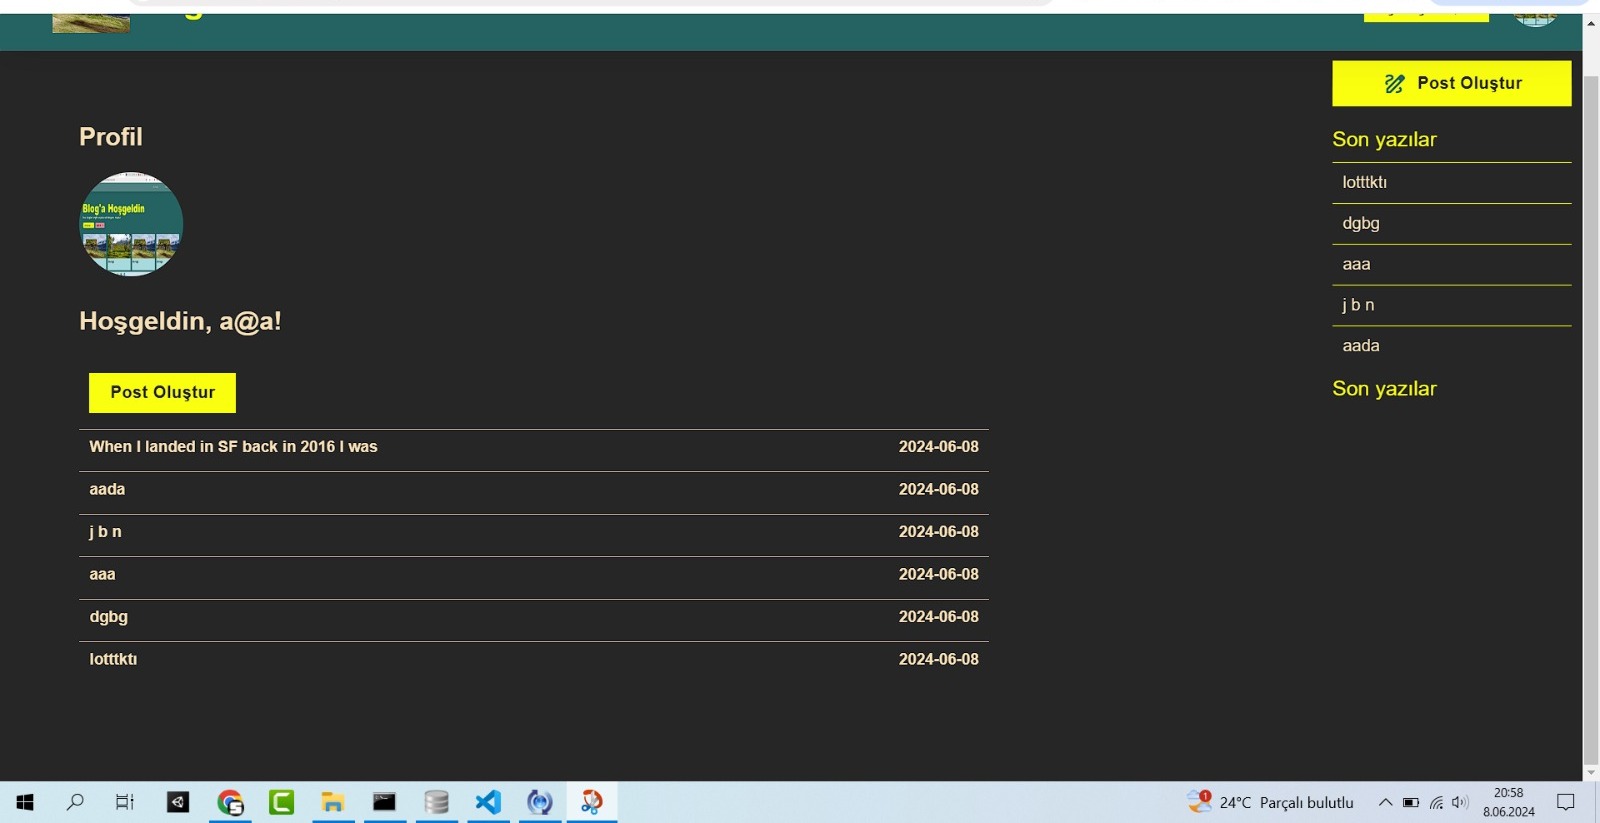 Post Oluştur
Son yazılar
lotttktı
dgbg
aaa
j b n
aada
Son yazılar
Profil
Blog'a Hoşgeldin
Hoşgeldin, a@a!
Post Oluştur
When I landed in SF back in 2016 I was 2024-06-08
aada 2024-06-08
j b n 2024-06-08
aaa 2024-06-08
dgbg 2024-06-08
lotttktı 2024-06-08
1
24°C Parçalı bulutlu
20:58
8.06.2024